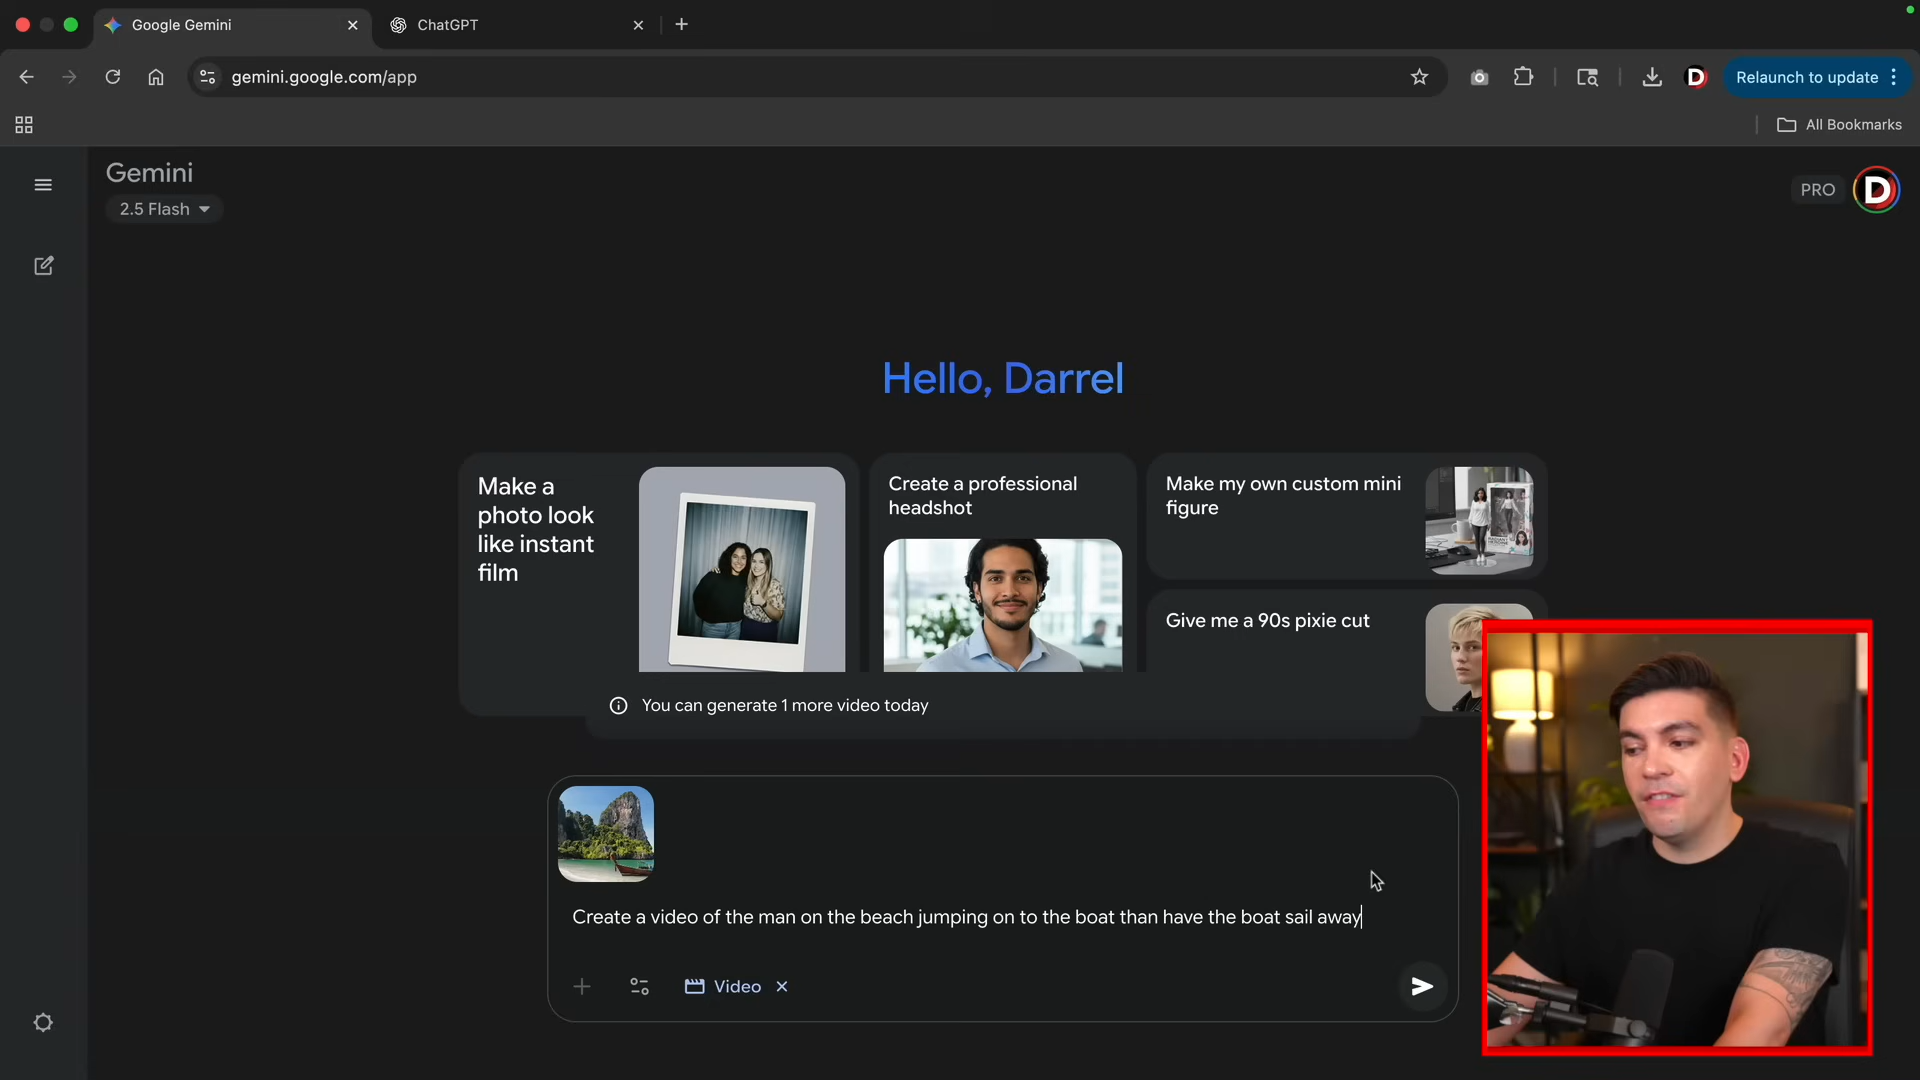 Google Gemini
ChatGPT
gemini.google.com/app
Relaunch to update
All Bookmarks
Gemini
2.5 Flash
PRO
D
Hello, Darrel
Make a
photo look
like instant
film
Create a professional
headshot
Make my own custom mini
figure
Give me a 90s pixie cut
You can generate 1 more video today
Create a video of the man on the beach jumping on to the boat than have the boat sail away
Video